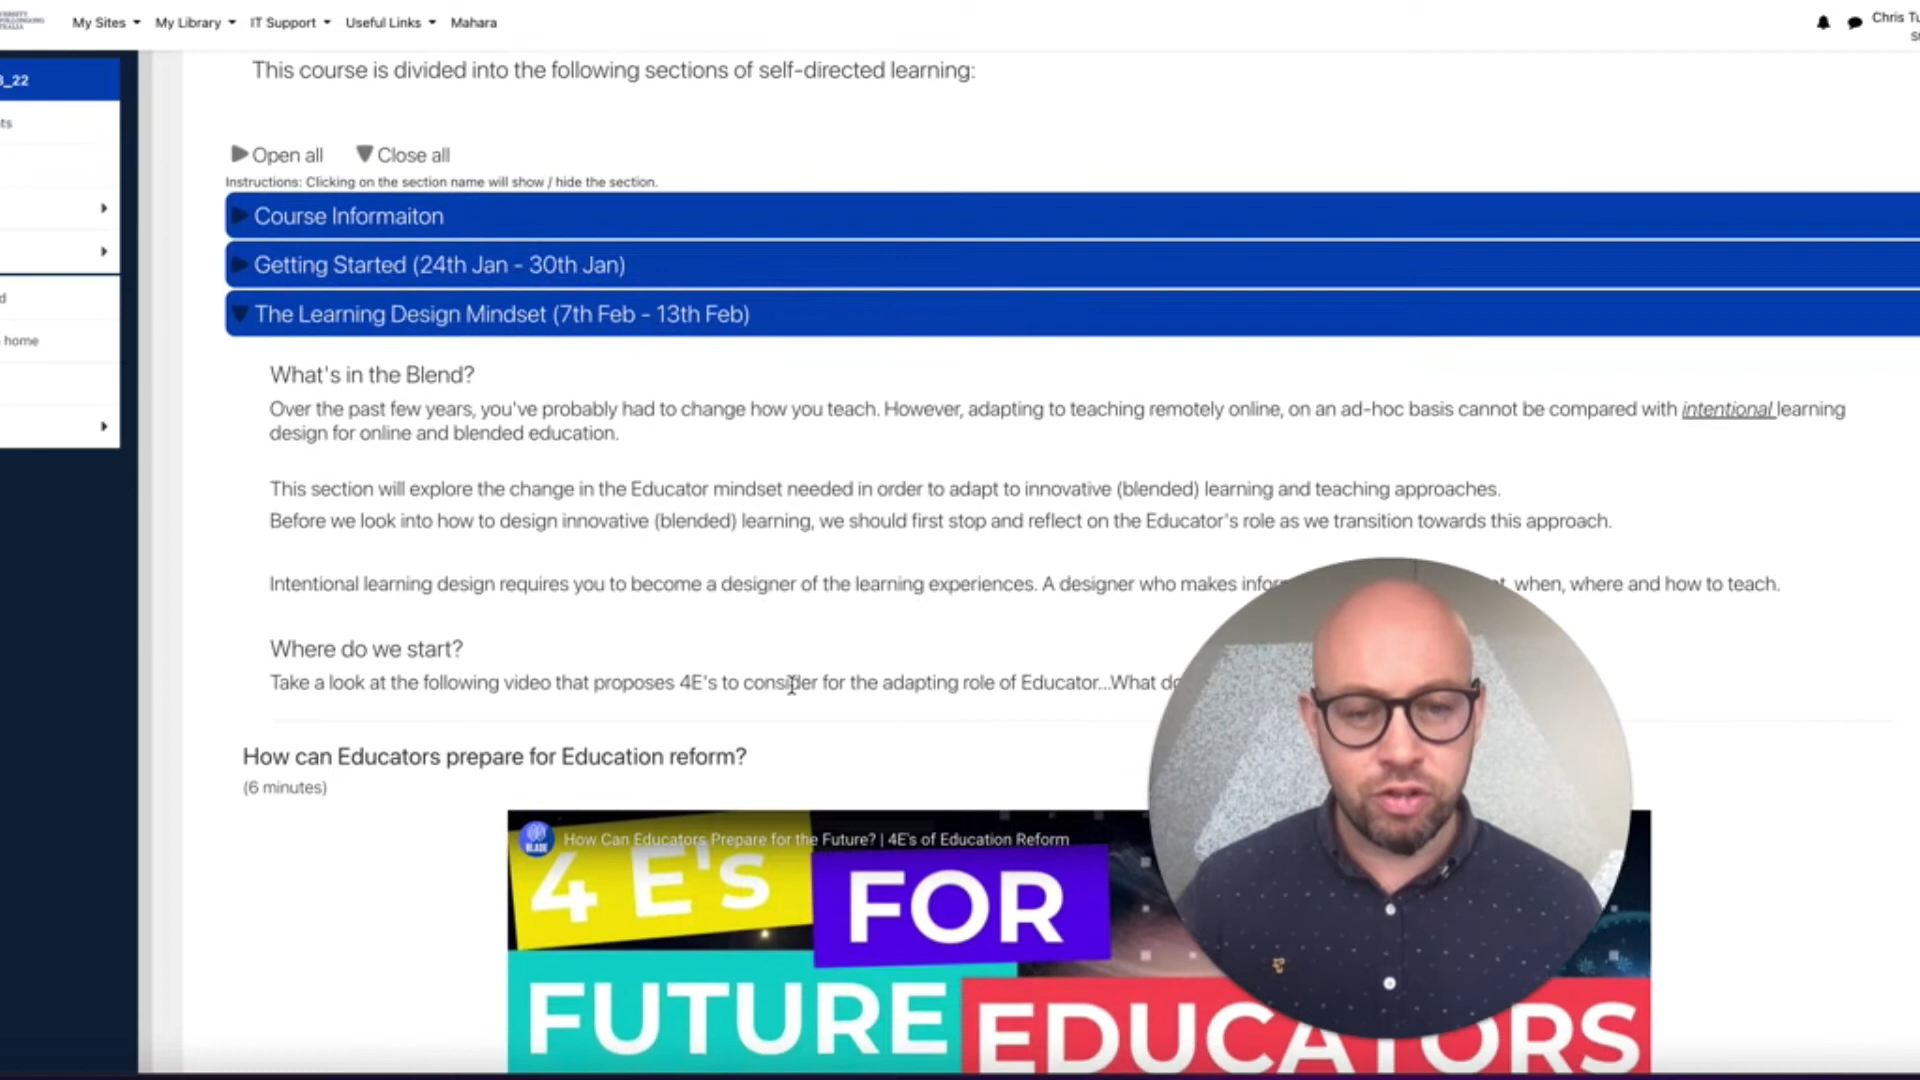 My Sites My Library IT Support Useful Links Mahara
Chris Tu
This course is divided into the following sections of self-directed learning:
3_22
Open all Close all
Instructions: Clicking on the section name will show / hide the section.
Course Informaiton
Getting Started (24th Jan - 30th Jan)
The Learning Design Mindset (7th Feb - 13th Feb)
home
What's in the Blend?
Over the past few years, you've probably had to change how you teach. However, adapting to teaching remotely online, on an ad-hoc basis cannot be compared with intentional learning
design for online and blended education.
This section will explore the change in the Educator mindset needed in order to adapt to innovative (blended) learning and teaching approaches.
Before we look into how to design innovative (blended) learning, we should first stop and reflect on the Educator's role as we transition towards this approach.
Intentional learning design requires you to become a designer of the learning experiences. A designer who makes infor when, where and how to teach.
Where do we start?
Take a look at the following video that proposes 4E's to consider for the adapting role of Educator...What do
How can Educators prepare for Education reform?
(6 minutes)
How Can Educators Prepare for the Future? | 4E's of Education Reform
BLADE
4 E's FOR
FUTURE EDUCATORS